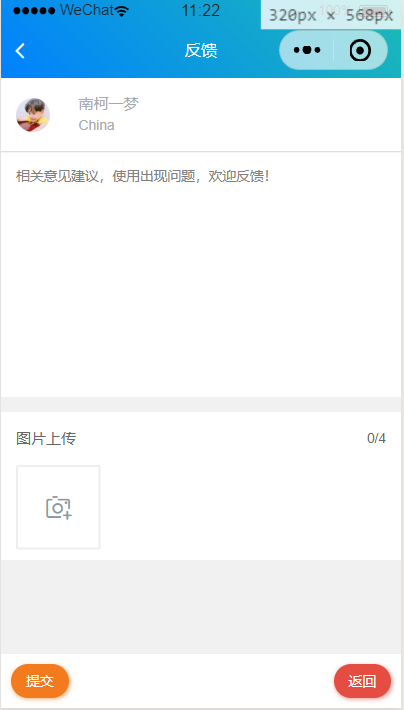 WeChat 11:22 100%
320px × 568px
反馈
南柯一梦
China
相关意见建议，使用出现问题，欢迎反馈！
图片上传 0/4
提交 返回